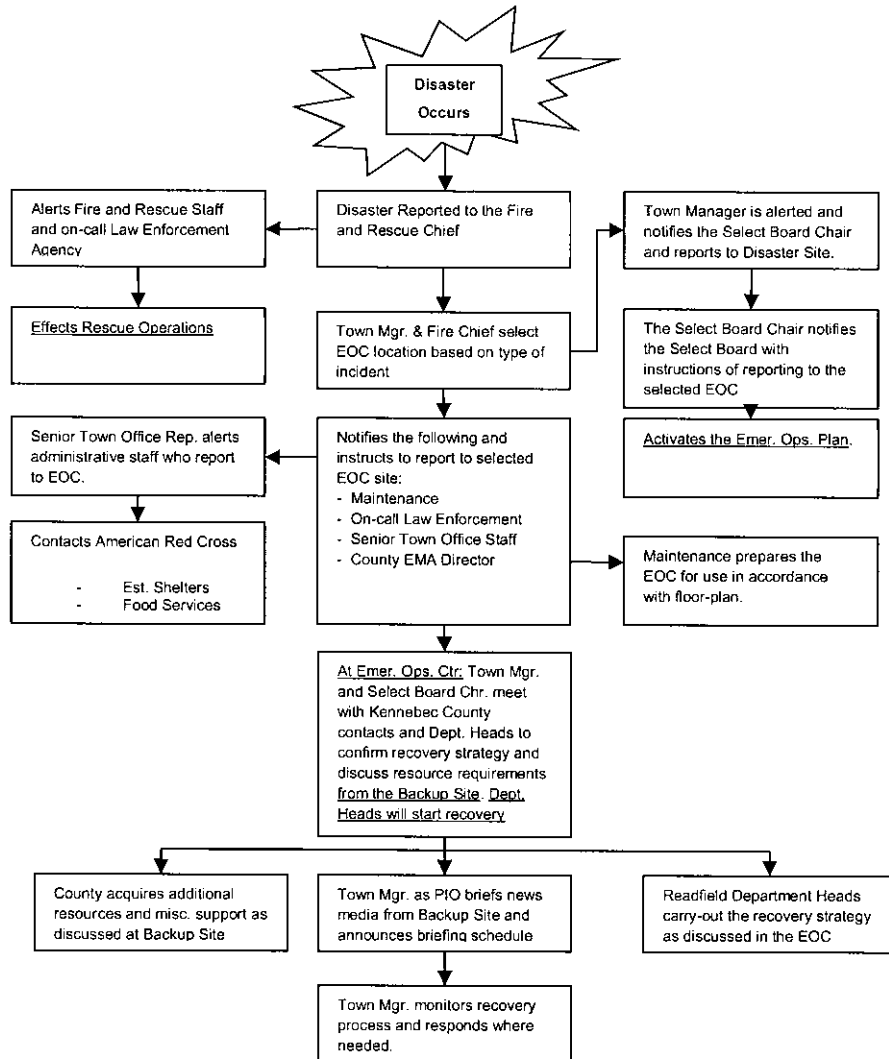 Disaster
Occurs
Alerts Fire and Rescue Staff
and on-call Law Enforcement
Agency
Disaster Reported to the Fire
and Rescue Chief
Town Manager is alerted and
notifies the Select Board Chair
and reports to Disaster Site.
Effects Rescue Operations
Town Mgr. & Fire Chief select
EOC location based on type of
incident
The Select Board Chair notifies
the Select Board with
instructions of reporting to the
selected EOC
Senior Town Office Rep. alerts
administrative staff who report
to EOC.
Notifies the following and
instructs to report to selected
EOC site:
- Maintenance
- On-call Law Enforcement
- Senior Town Office Staff
- County EMA Director
Activates the Emer. Ops. Plan.
Contacts American Red Cross
- Est. Shelters
- Food Services
Maintenance prepares the
EOC for use in accordance
with floor-plan.
At Emer. Ops. Ctr: Town Mgr.
and Select Board Chr. meet
with Kennebec County
contacts and Dept. Heads to
confirm recovery strategy and
discuss resource requirements
from the Backup Site. Dept.
Heads will start recovery
County acquires additional
resources and misc. support as
discussed at Backup Site
Town Mgr. as PIO briefs news
media from Backup Site and
announces briefing schedule
Readfield Department Heads
carry-out the recovery strategy
as discussed in the EOC
Town Mgr. monitors recovery
process and responds where
needed.